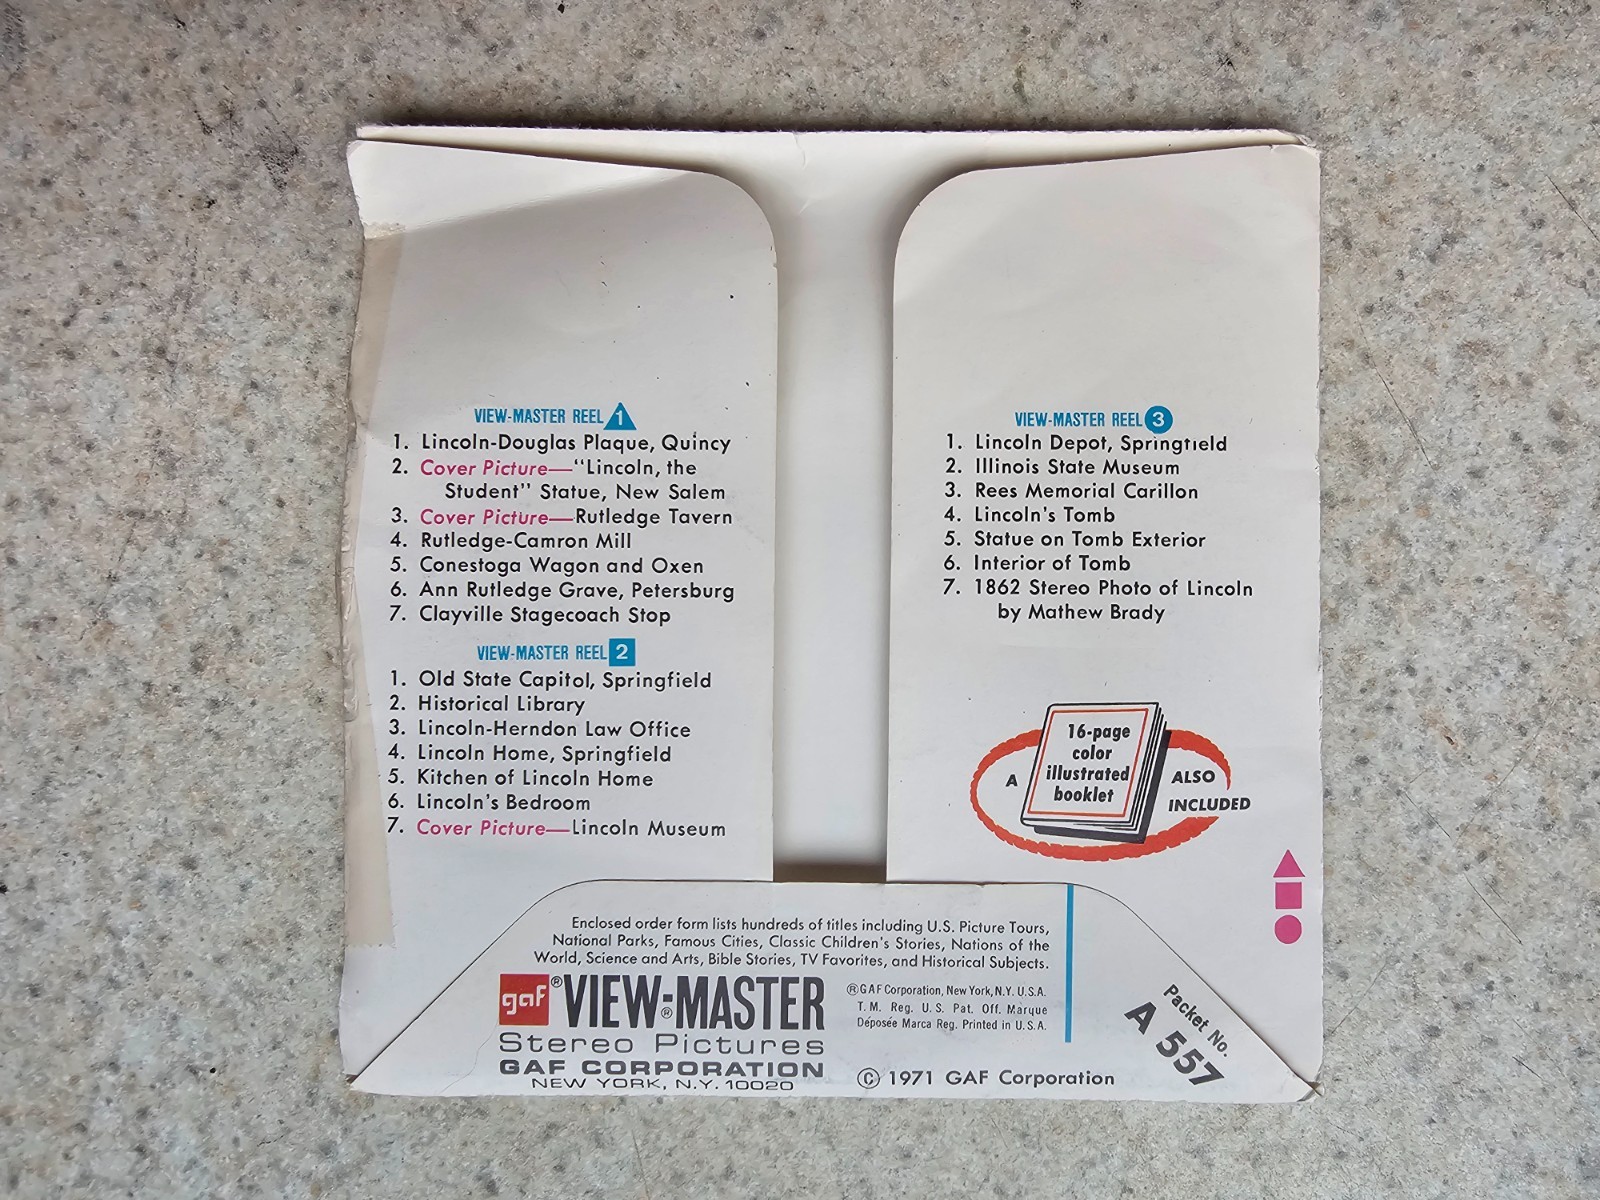 VIEW-MASTER REEL 1
1. Lincoln-Douglas Plaque, Quincy
2. Cover Picture—"Lincoln, the
Student" Statue, New Salem
3. Cover Picture—Rutledge Tavern
4. Rutledge-Camron Mill
5. Conestoga Wagon and Oxen
6. Ann Rutledge Grave, Petersburg
7. Clayville Stagecoach Stop
VIEW-MASTER REEL 2
1. Old State Capitol, Springfield
2. Historical Library
3. Lincoln-Herndon Law Office
4. Lincoln Home, Springfield
5. Kitchen of Lincoln Home
6. Lincoln's Bedroom
7. Cover Picture—Lincoln Museum
VIEW-MASTER REEL 3
1. Lincoln Depot, Springfield
2. Illinois State Museum
3. Rees Memorial Carillon
4. Lincoln's Tomb
5. Statue on Tomb Exterior
6. Interior of Tomb
7. 1862 Stereo Photo of Lincoln
by Mathew Brady
A
16-page
color
illustrated
booklet
ALSO
INCLUDED
Enclosed order form lists hundreds of titles including U.S. Picture Tours,
National Parks, Famous Cities, Classic Children's Stories, Nations of the
World, Science and Arts, Bible Stories, TV Favorites, and Historical Subjects.
gaf® VIEW-MASTER®
Stereo Pictures
GAF CORPORATION
NEW YORK, N.Y. 10020
® GAF Corporation, New York, N.Y. U.S.A.
T.M. Reg. U.S. Pat. Off. Marque
Déposée Marca Reg. Printed in U.S.A.
© 1971 GAF Corporation
Packet No.
A 557